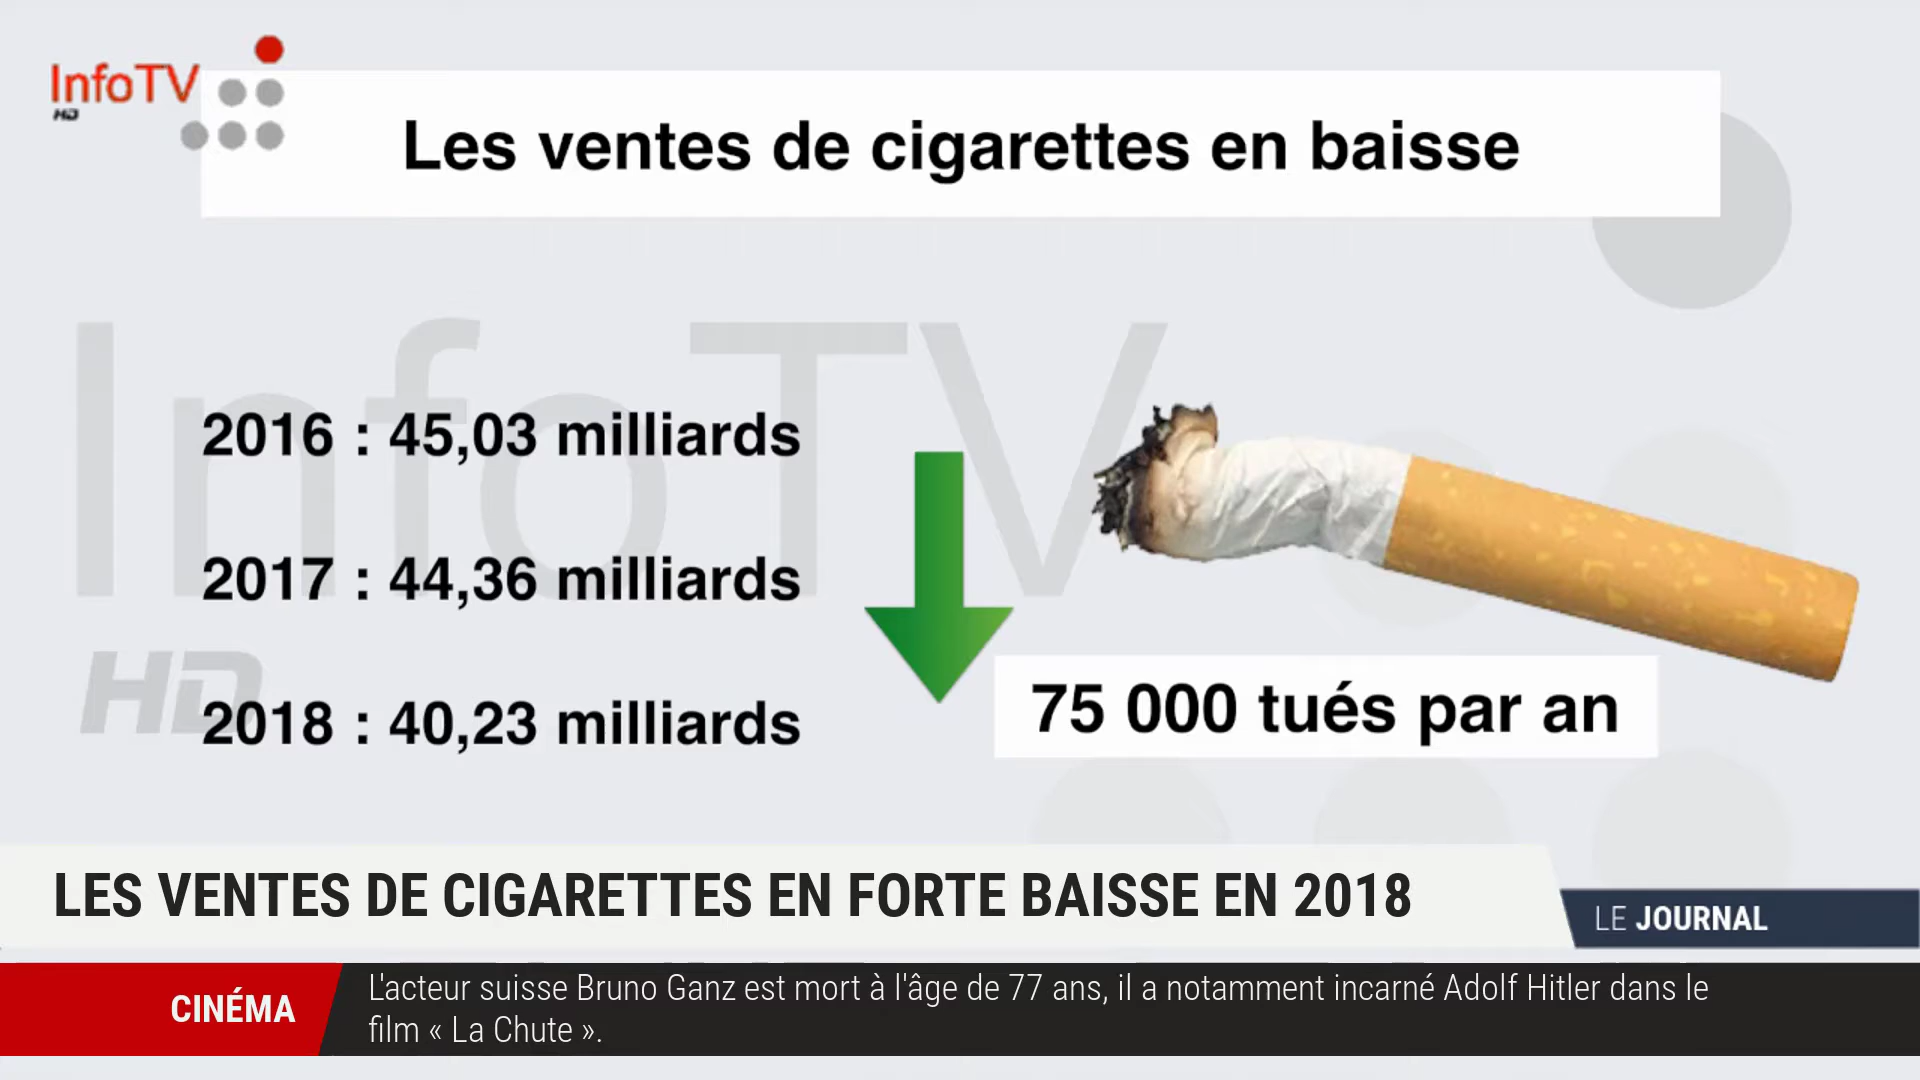 InfoTV
HD
Les ventes de cigarettes en baisse
InfoTV
HD
2016 : 45,03 milliards
2017 : 44,36 milliards
2018 : 40,23 milliards
75 000 tués par an
LES VENTES DE CIGARETTES EN FORTE BAISSE EN 2018
LE JOURNAL
CINÉMA
L'acteur suisse Bruno Ganz est mort à l'âge de 77 ans, il a notamment incarné Adolf Hitler dans le
film « La Chute ».